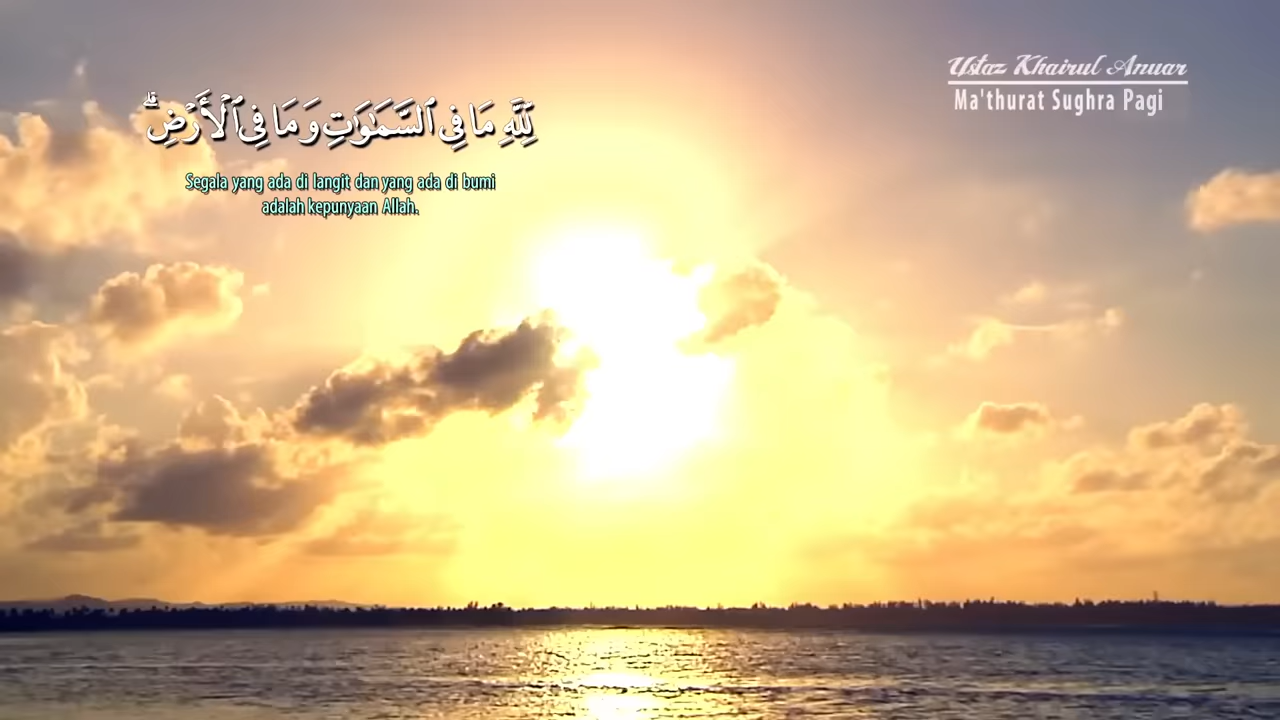 لِّلَّهِ مَا فِى ٱلسَّمَـٰوَٰتِ وَمَا فِى ٱلْأَرْضِ ۗ
Segala yang ada di langit dan yang ada di bumi
adalah kepunyaan Allah.
Ustaz Khairul Anuar
Ma'thurat Sughra Pagi